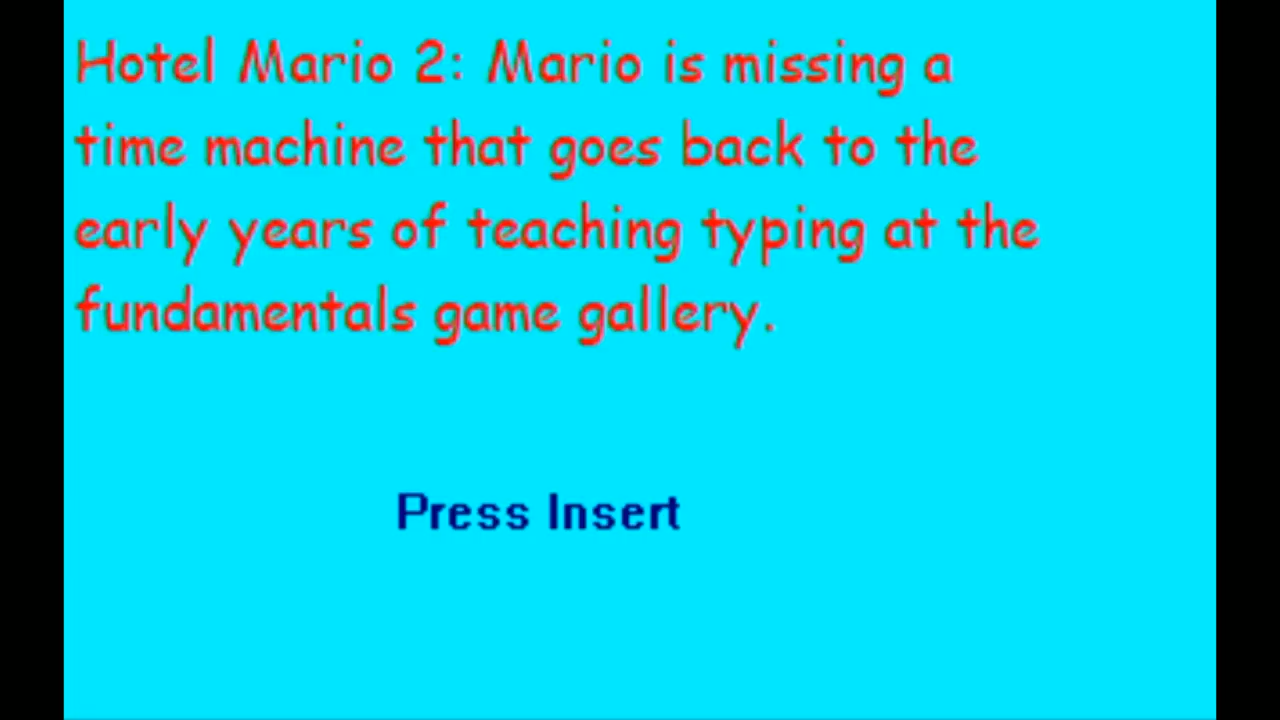 Hotel Mario 2: Mario is missing a
time machine that goes back to the
early years of teaching typing at the
fundamentals game gallery.
Press Insert